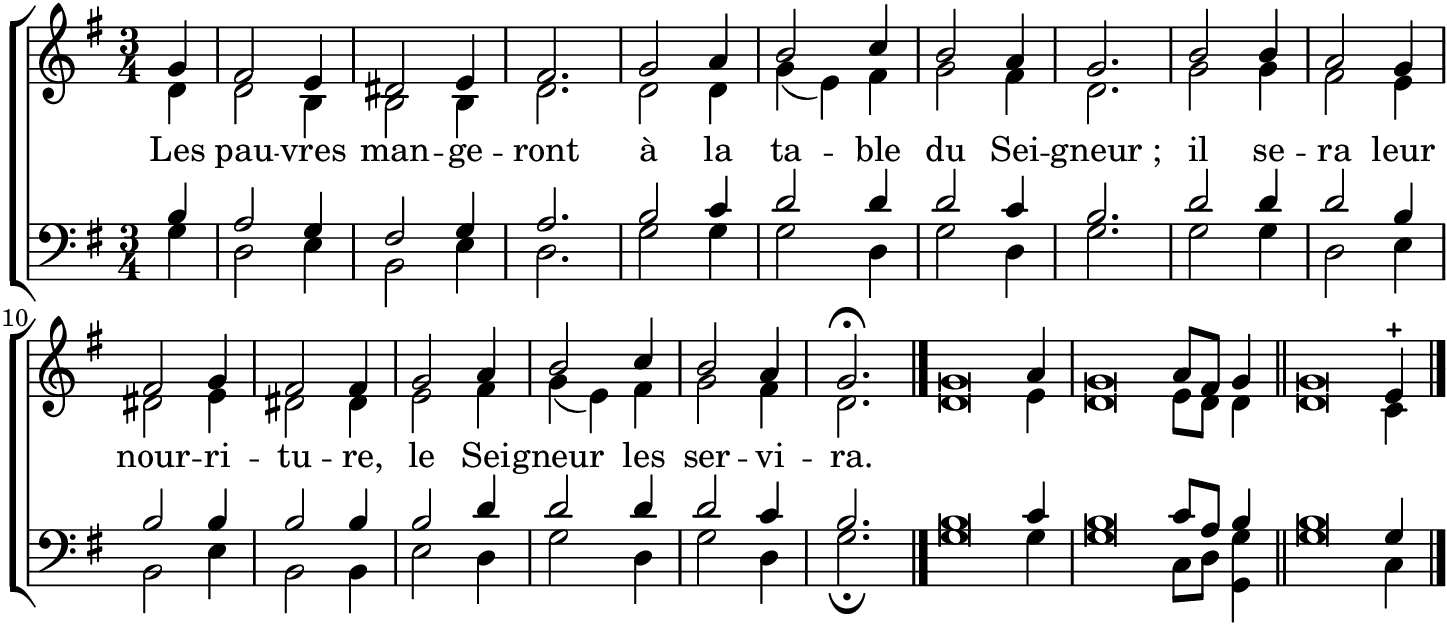 Les pau - vres man - ge - ront à la ta - ble du Sei - gneur ; il se - ra leur
10
nour - ri - tu - re, le Seigneur les ser - vi - ra.